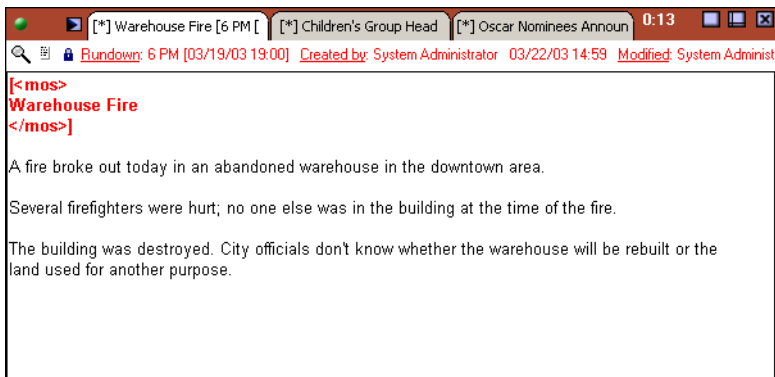 [*] Warehouse Fire [6 PM [ [*] Children's Group Head [*] Oscar Nominees Announ 0:13
Rundown: 6 PM [03/19/03 19:00] Created by: System Administrator 03/22/03 14:59 Modified: System Administ
[<mos>
Warehouse Fire
</mos>]
A fire broke out today in an abandoned warehouse in the downtown area.
Several firefighters were hurt; no one else was in the building at the time of the fire.
The building was destroyed. City officials don't know whether the warehouse will be rebuilt or the
land used for another purpose.